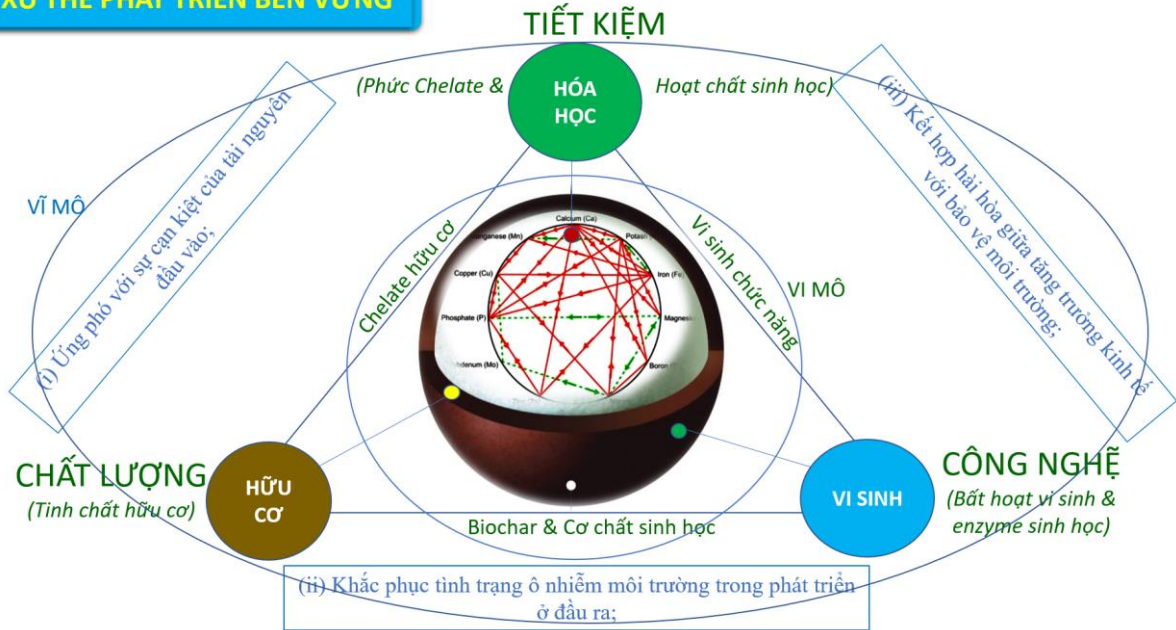 XU THẾ PHÁT TRIỂN BỀN VỮNG
TIẾT KIỆM
(Phức Chelate &
HÓA
HỌC
Hoạt chất sinh học)
(i) Ứng phó với sự cạn kiệt của tài nguyên
đầu vào;
(iii) Kết hợp hài hòa giữa tăng trưởng kinh tế
với bảo vệ môi trường;
VĨ MÔ
VI MÔ
Chelate hữu cơ
Vi sinh chức năng
Calcium (Ca)
Copper (Cu)
Iron (Fe)
Phosphate (P)
Boron
CHẤT LƯỢNG
(Tinh chất hữu cơ)
HỮU
CƠ
VI SINH
CÔNG NGHỆ
(Bất hoạt vi sinh &
enzyme sinh học)
Biochar & Cơ chất sinh học
(ii) Khắc phục tình trạng ô nhiễm môi trường trong phát triển
ở đầu ra;